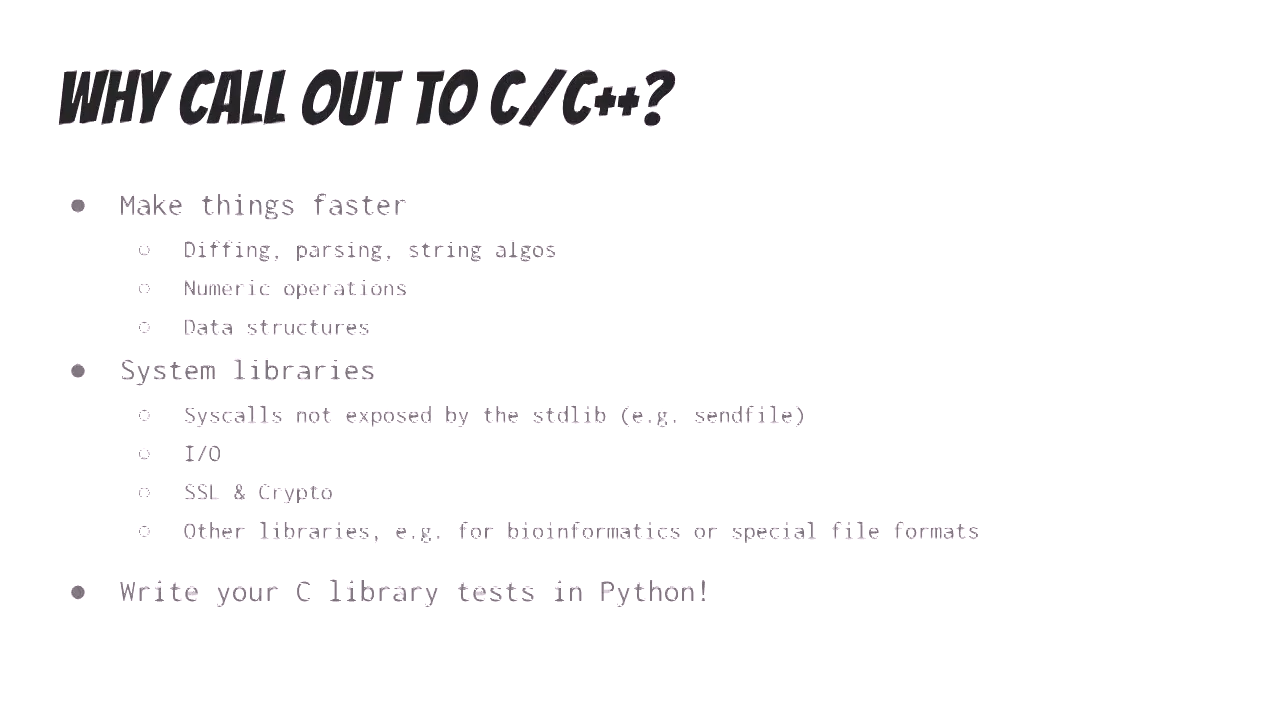 WHY CALL OUT TO C/C++?
● Make things faster
○ Diffing, parsing, string algos
○ Numeric operations
○ Data structures
● System libraries
○ Syscalls not exposed by the stdlib (e.g. sendfile)
○ I/O
○ SSL & Crypto
○ Other libraries, e.g. for bioinformatics or special file formats
● Write your C library tests in Python!